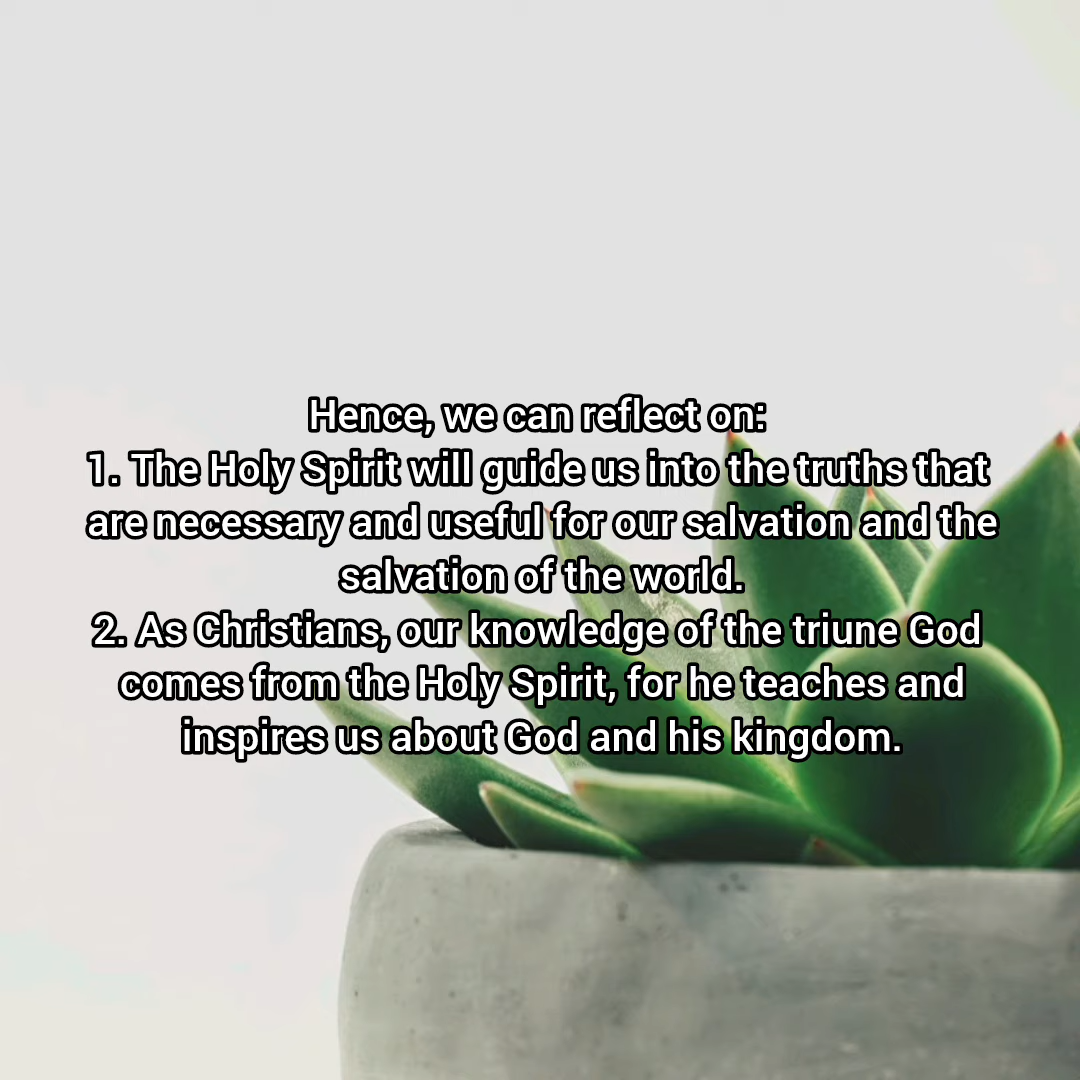 Hence, we can reflect on:
1. The Holy Spirit will guide us into the truths that
are necessary and useful for our salvation and the
salvation of the world.
2. As Christians, our knowledge of the triune God
comes from the Holy Spirit, for he teaches and
inspires us about God and his kingdom.